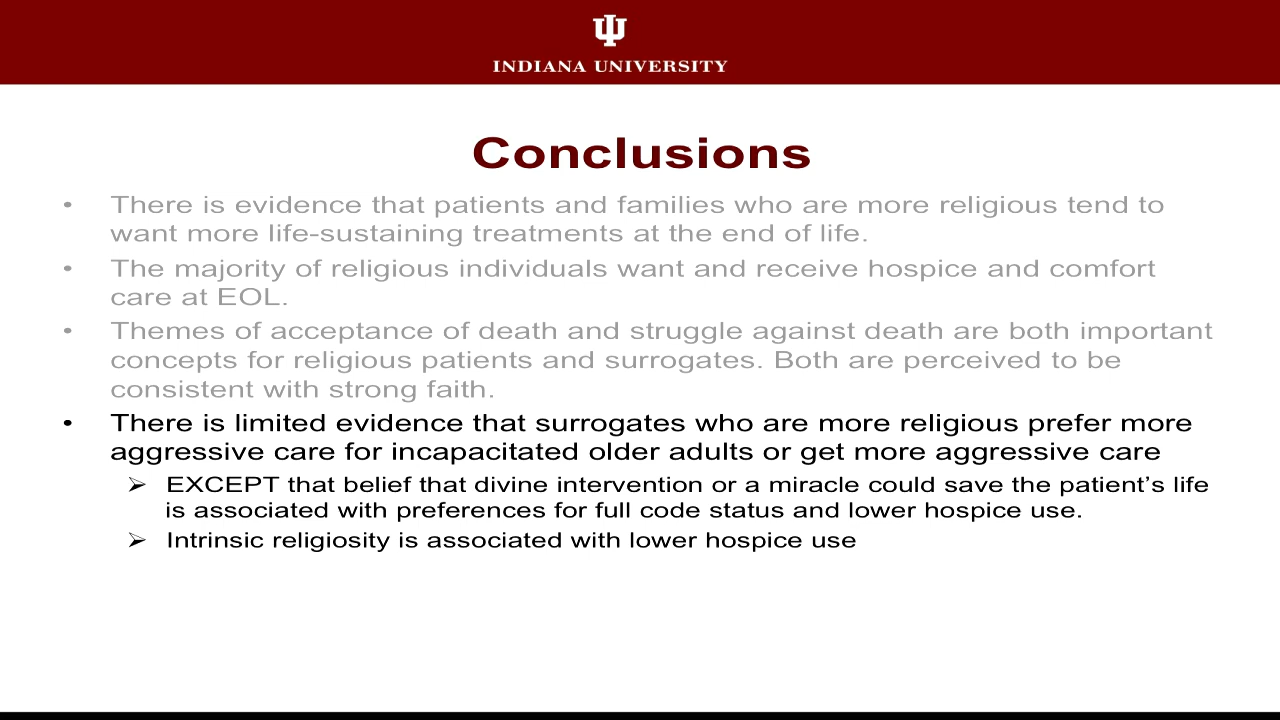 INDIANA UNIVERSITY
Conclusions
• There is evidence that patients and families who are more religious tend to
want more life-sustaining treatments at the end of life.
• The majority of religious individuals want and receive hospice and comfort
care at EOL.
• Themes of acceptance of death and struggle against death are both important
concepts for religious patients and surrogates. Both are perceived to be
consistent with strong faith.
• There is limited evidence that surrogates who are more religious prefer more
aggressive care for incapacitated older adults or get more aggressive care
➢ EXCEPT that belief that divine intervention or a miracle could save the patient’s life
is associated with preferences for full code status and lower hospice use.
➢ Intrinsic religiosity is associated with lower hospice use